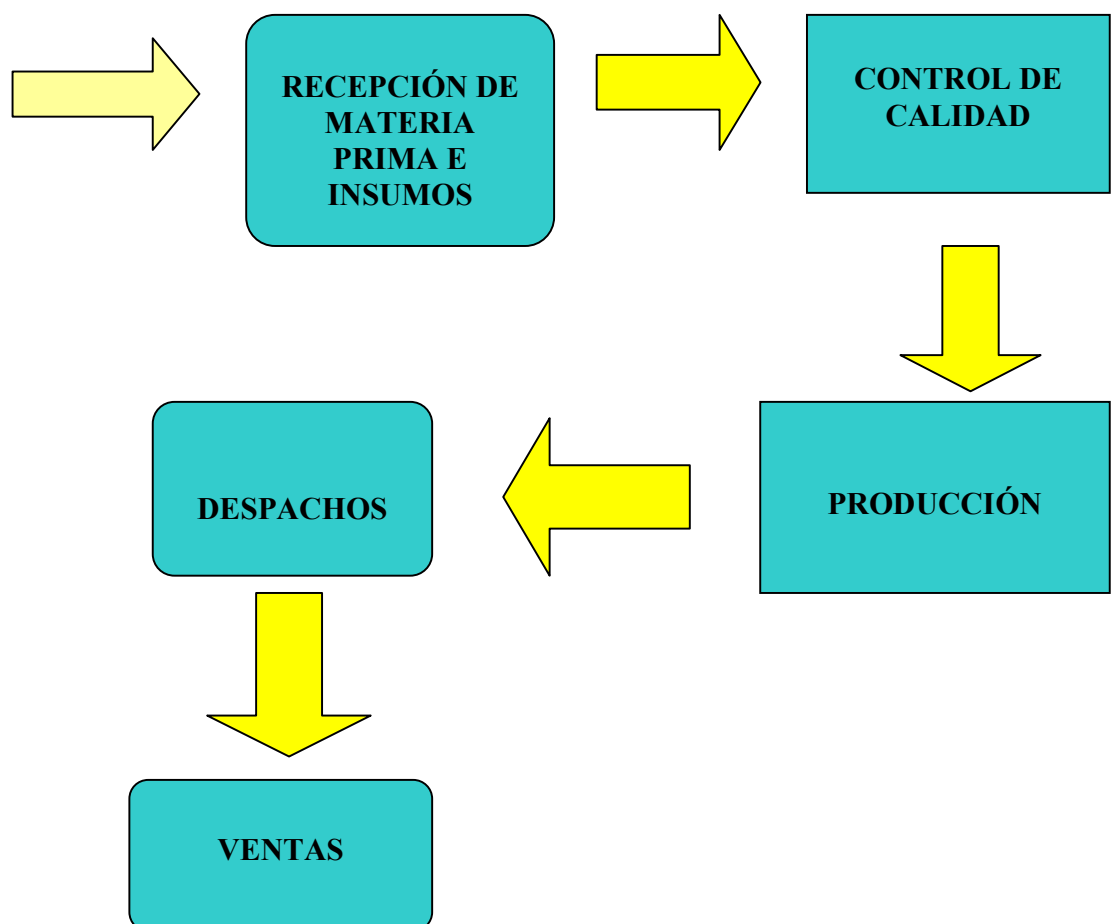 RECEPCIÓN DE
MATERIA
PRIMA E
INSUMOS
CONTROL DE
CALIDAD
PRODUCCIÓN
DESPACHOS
VENTAS